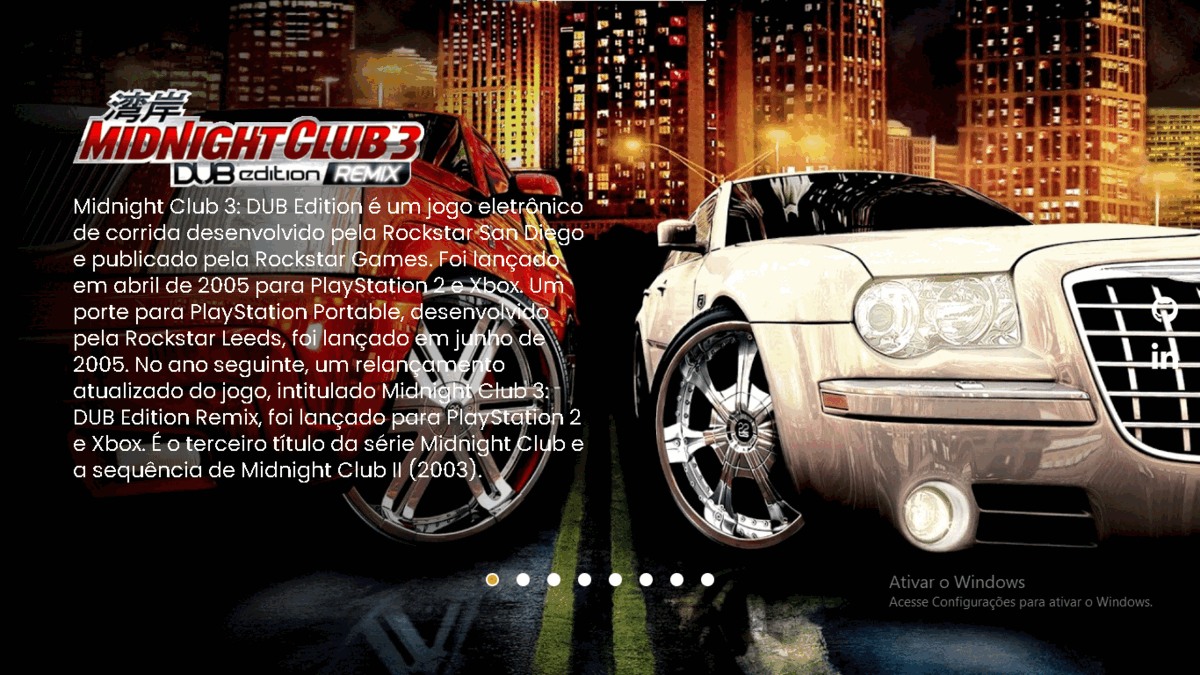 湾岸
MIDNIGHT CLUB 3
DUB edition REMIX
Midnight Club 3: DUB Edition é um jogo eletrônico
de corrida desenvolvido pela Rockstar San Diego
e publicado pela Rockstar Games. Foi lançado
em abril de 2005 para PlayStation 2 e Xbox. Um
porte para PlayStation Portable, desenvolvido
pela Rockstar Leeds, foi lançado em junho de
2005. No ano seguinte, um relançamento
atualizado do jogo, intitulado Midnight Club 3:
DUB Edition Remix, foi lançado para PlayStation 2
e Xbox. É o terceiro título da série Midnight Club e
a sequência de Midnight Club II (2003).
in
Ativar o Windows
Acesse Configurações para ativar o Windows.